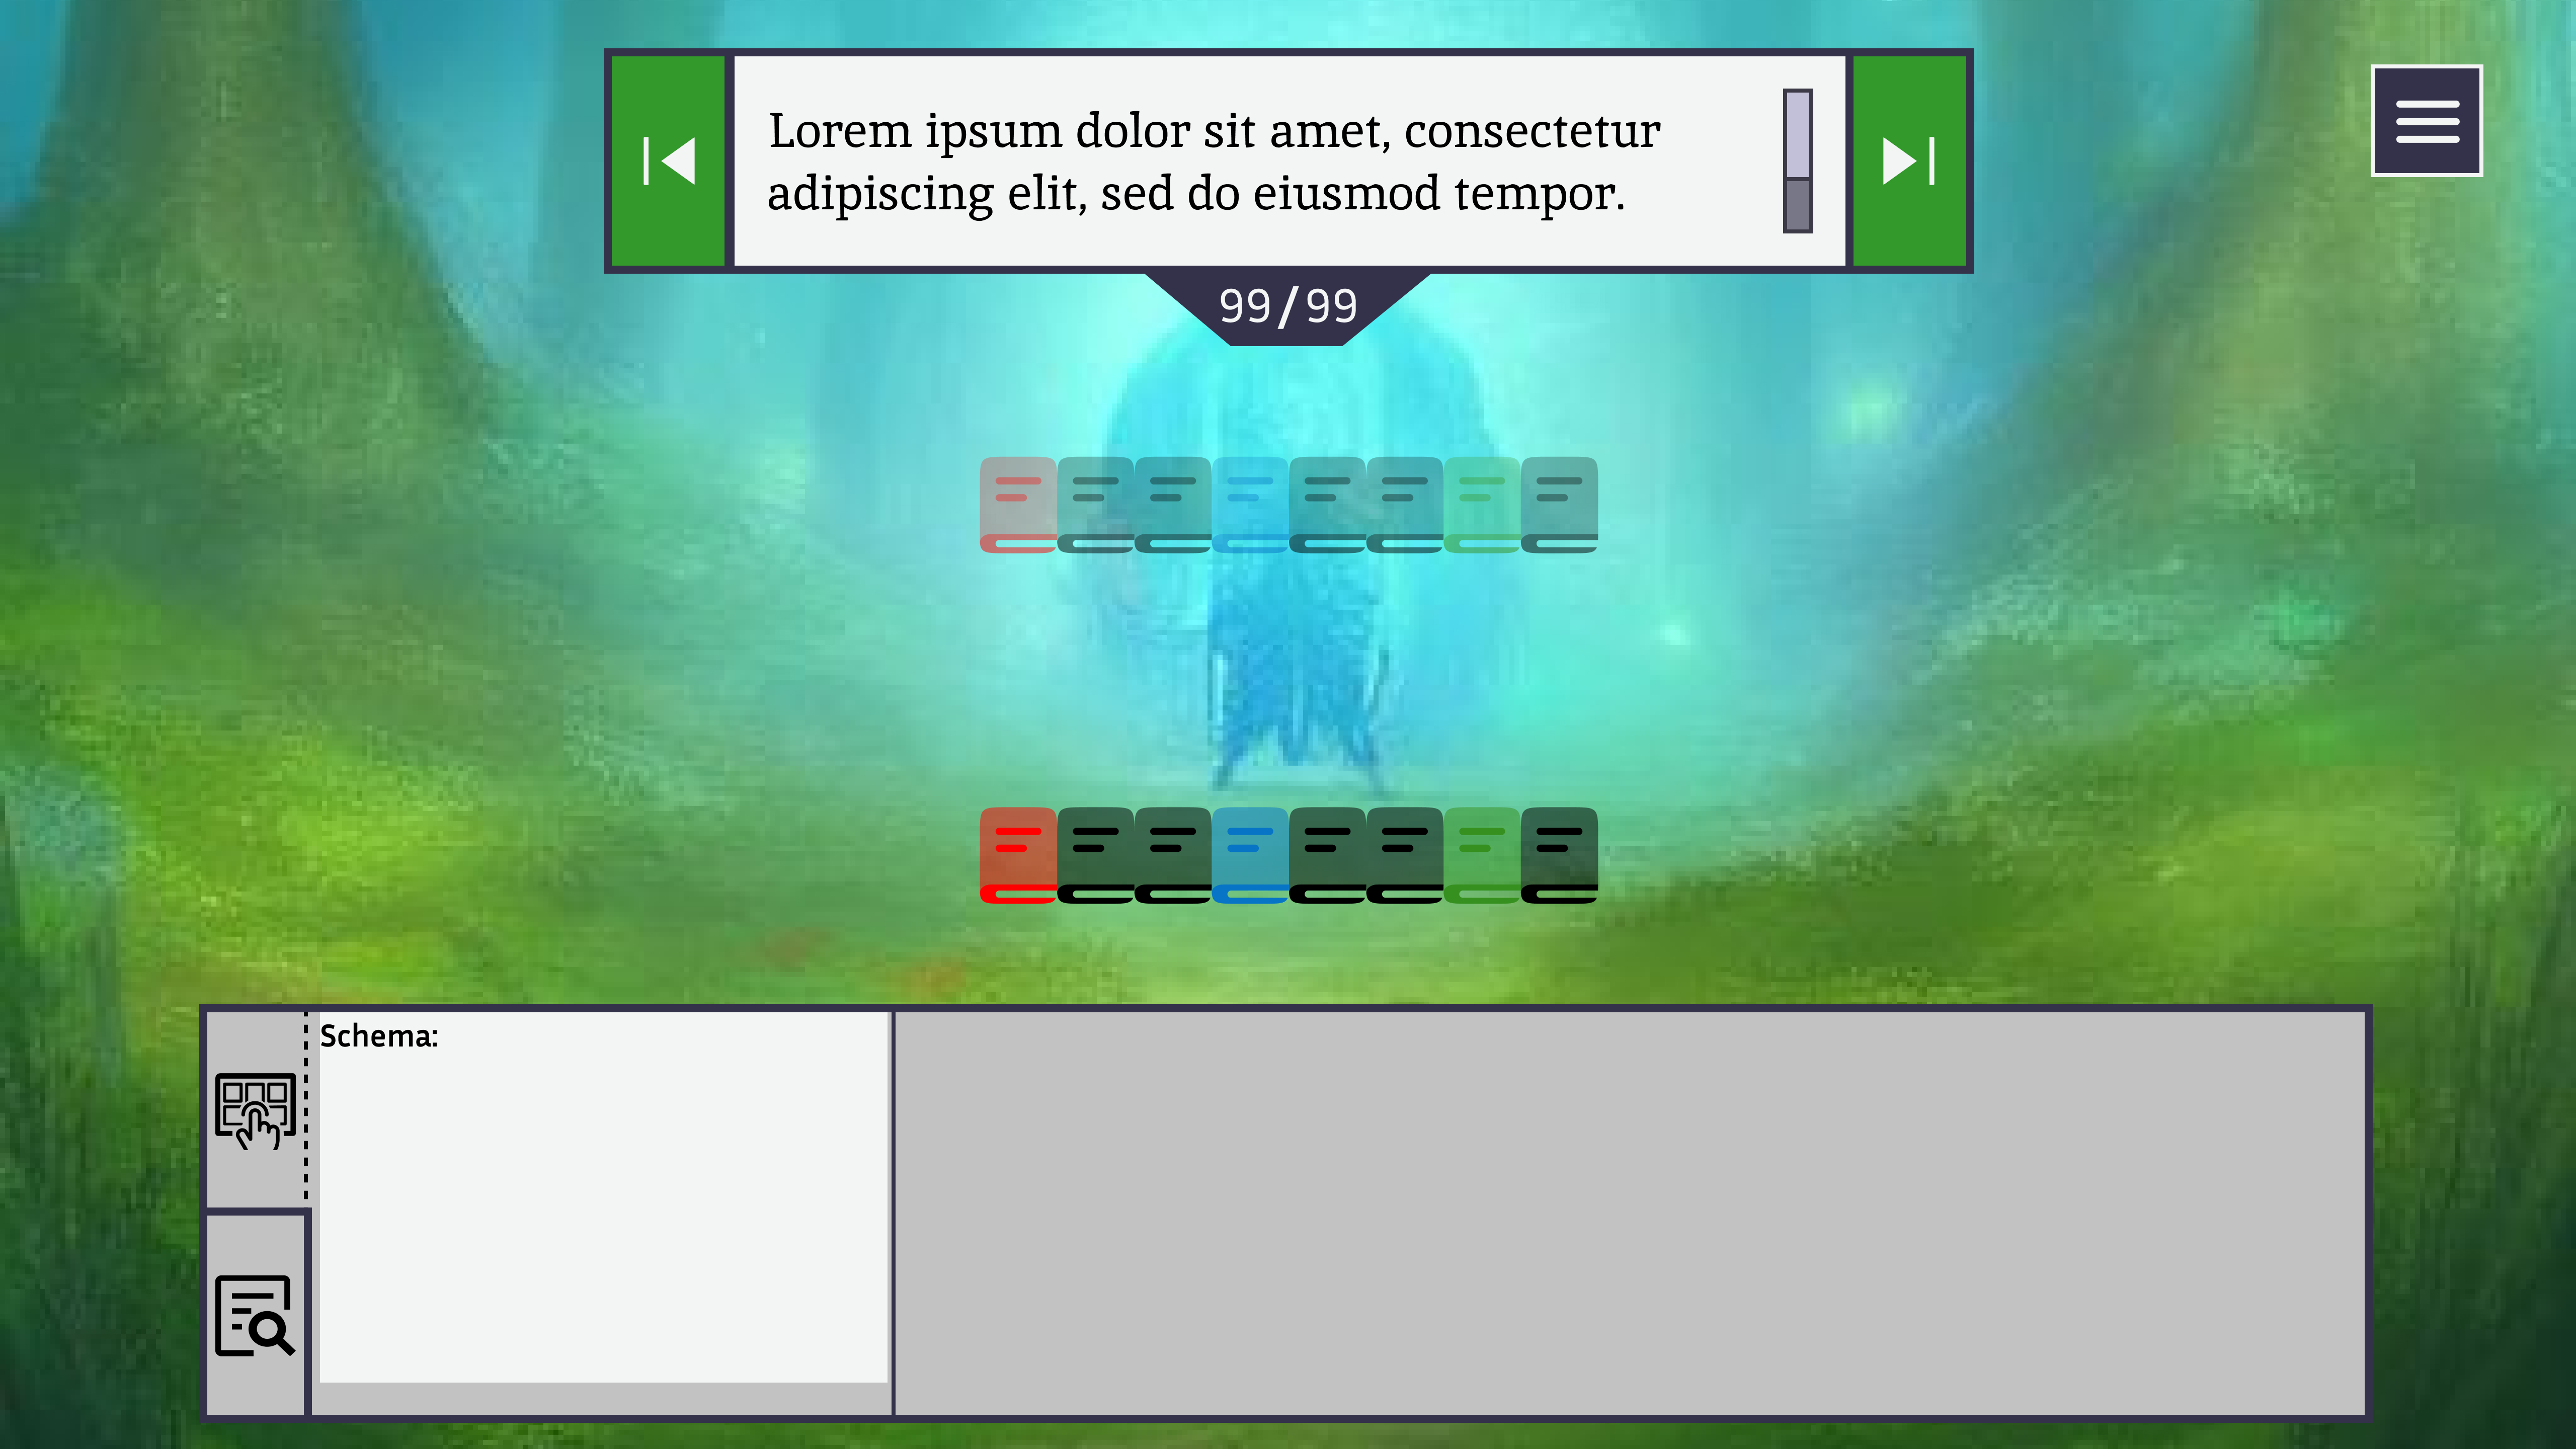 Lorem ipsum dolor sit amet, consectetur
adipiscing elit, sed do eiusmod tempor.
99/99
Schema: